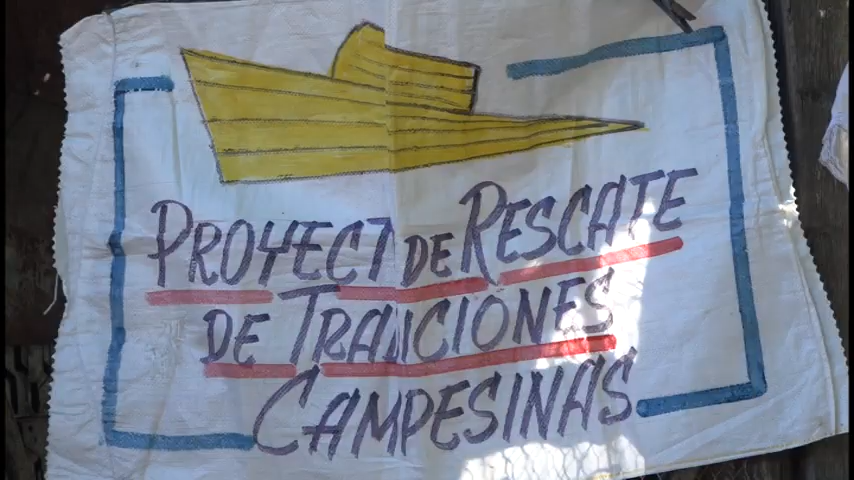 PROYECT DE RESCATE
DE TRADICIONES
CAMPESINAS